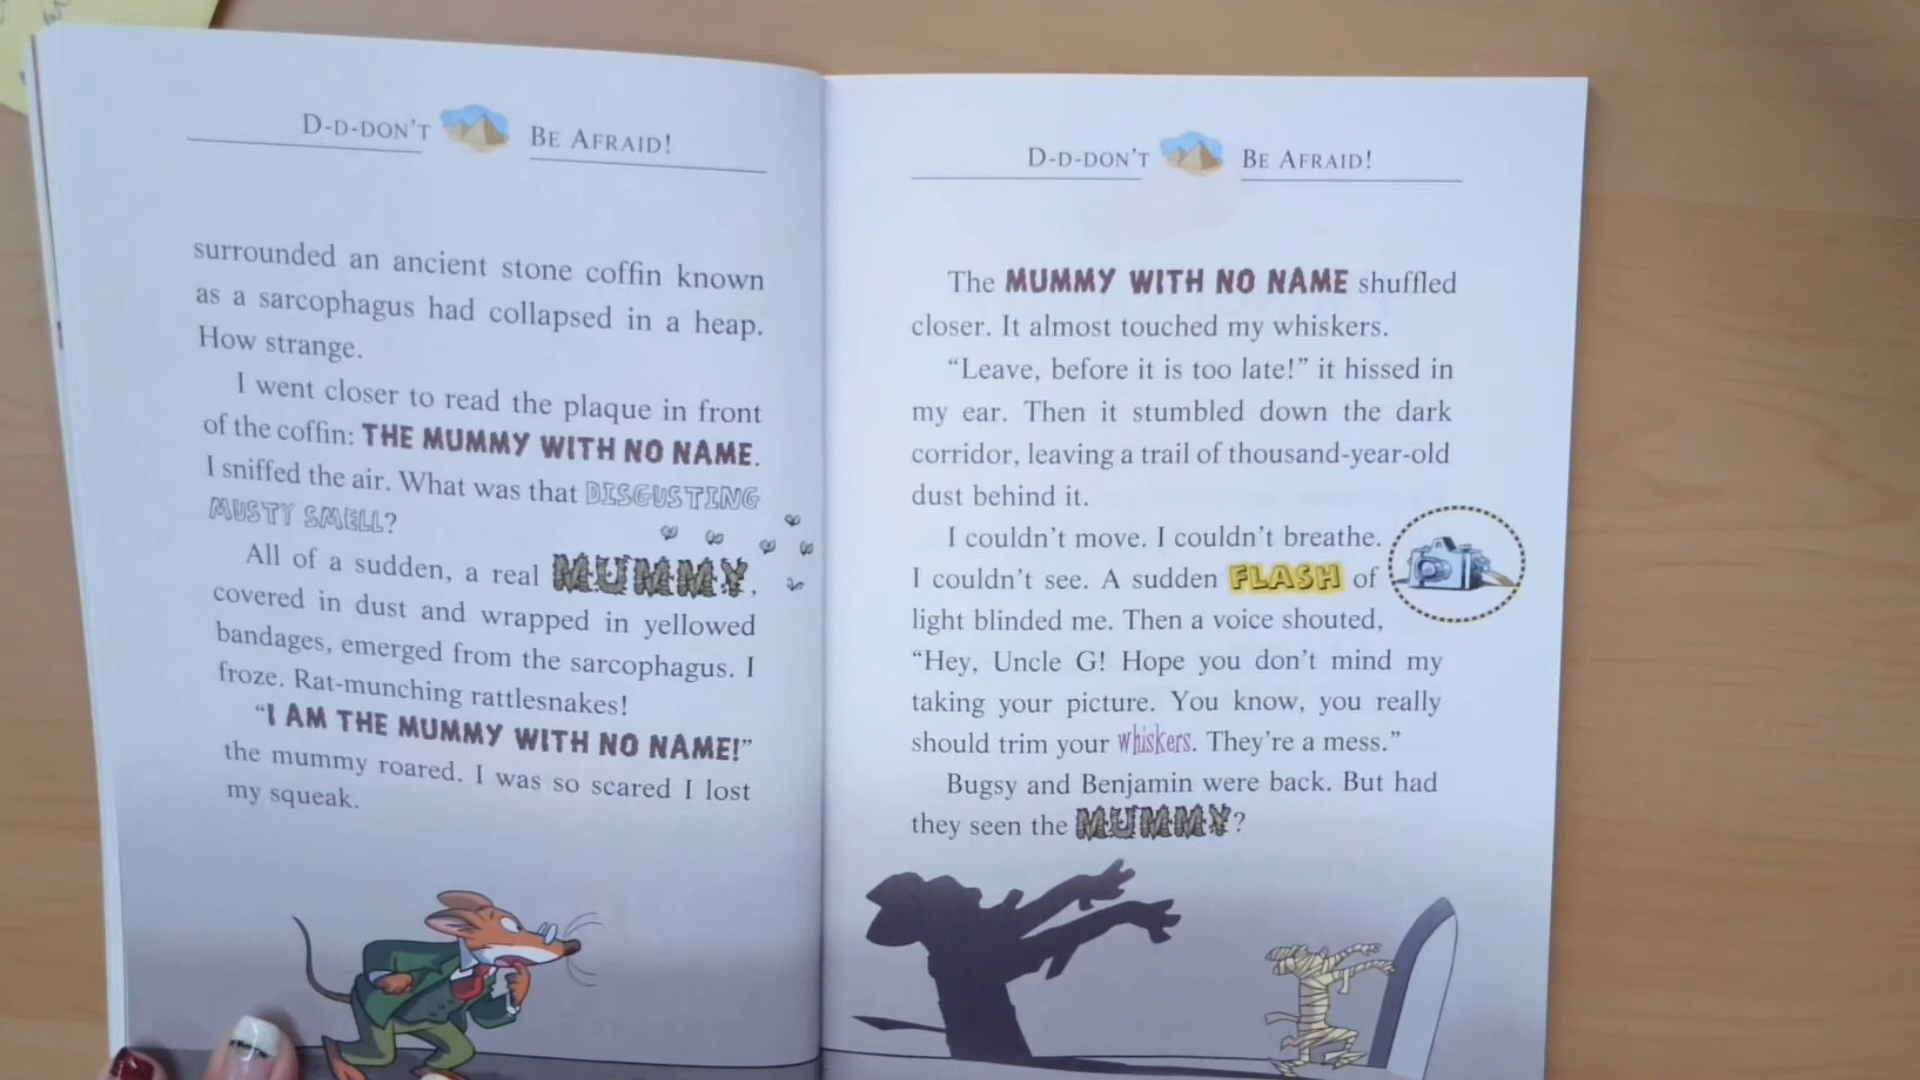 D-D-DON'T BE AFRAID!
surrounded an ancient stone coffin known
as a sarcophagus had collapsed in a heap.
How strange.
I went closer to read the plaque in front
of the coffin: THE MUMMY WITH NO NAME.
I sniffed the air. What was that DISGUSTING
MUSTY SMELL?
All of a sudden, a real MUMMY,
covered in dust and wrapped in yellowed
bandages, emerged from the sarcophagus. I
froze. Rat-munching rattlesnakes!
“I AM THE MUMMY WITH NO NAME!”
the mummy roared. I was so scared I lost
my squeak.
D-D-DON'T BE AFRAID!
The MUMMY WITH NO NAME shuffled
closer. It almost touched my whiskers.
“Leave, before it is too late!” it hissed in
my ear. Then it stumbled down the dark
corridor, leaving a trail of thousand-year-old
dust behind it.
I couldn't move. I couldn't breathe.
I couldn't see. A sudden FLASH of
light blinded me. Then a voice shouted,
“Hey, Uncle G! Hope you don't mind my
taking your picture. You know, you really
should trim your whiskers. They're a mess.”
Bugsy and Benjamin were back. But had
they seen the MUMMY?